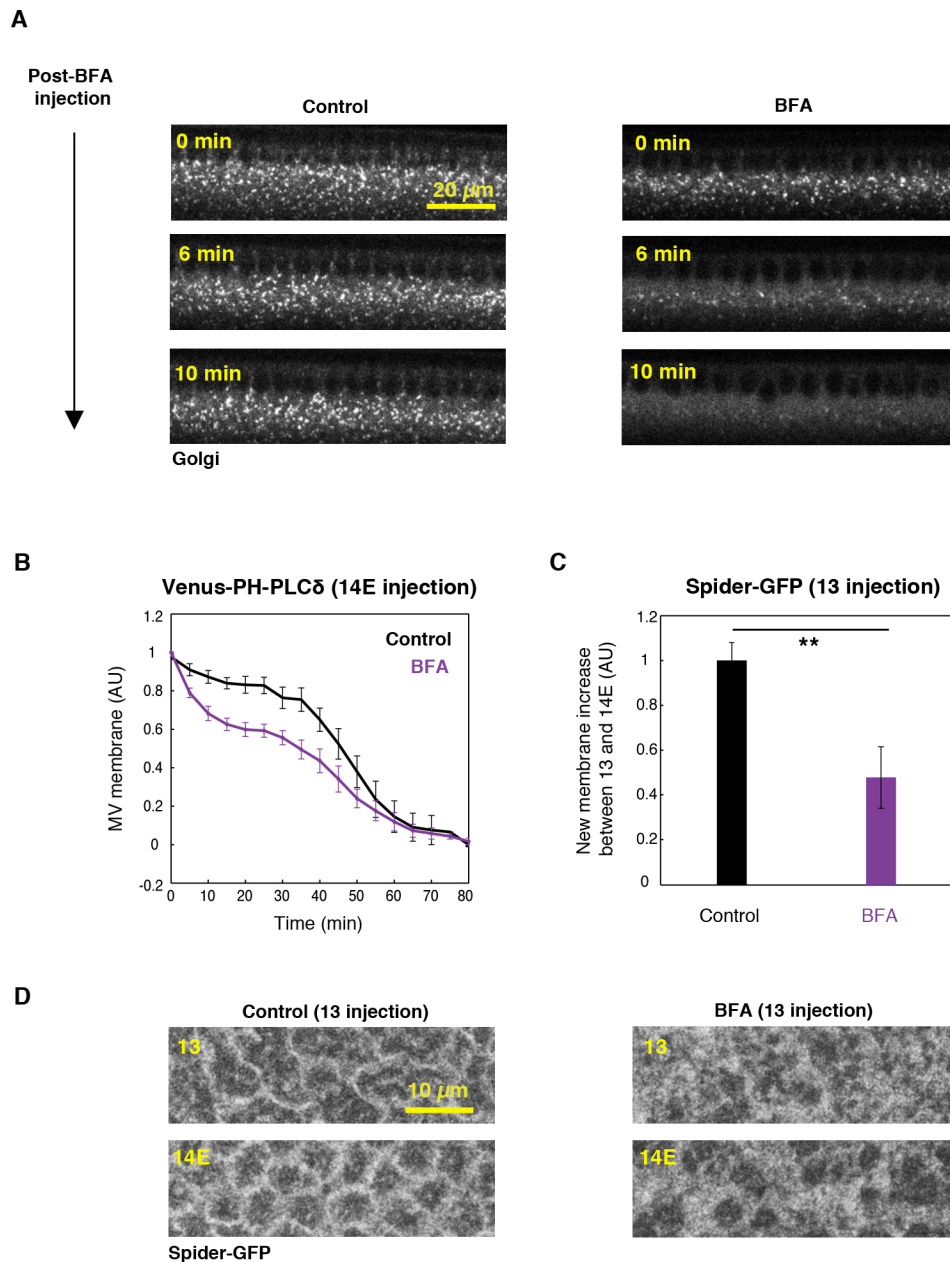 A
Post-BFA
injection
Control
BFA
0 min
0 min
20 µm
6 min
6 min
10 min
10 min
Golgi
B
C
Venus-PH-PLCδ (14E injection)
Spider-GFP (13 injection)
MV membrane (AU)
1.2
1
0.8
0.6
0.4
0.2
0
-0.2
0 10 20 30 40 50 60 70 80
Time (min)
Control
BFA
New membrane increase
between 13 and 14E (AU)
1.2
1
0.8
0.6
0.4
0.2
0
**
Control
BFA
D
Control (13 injection)
BFA (13 injection)
13
13
10 µm
14E
14E
Spider-GFP